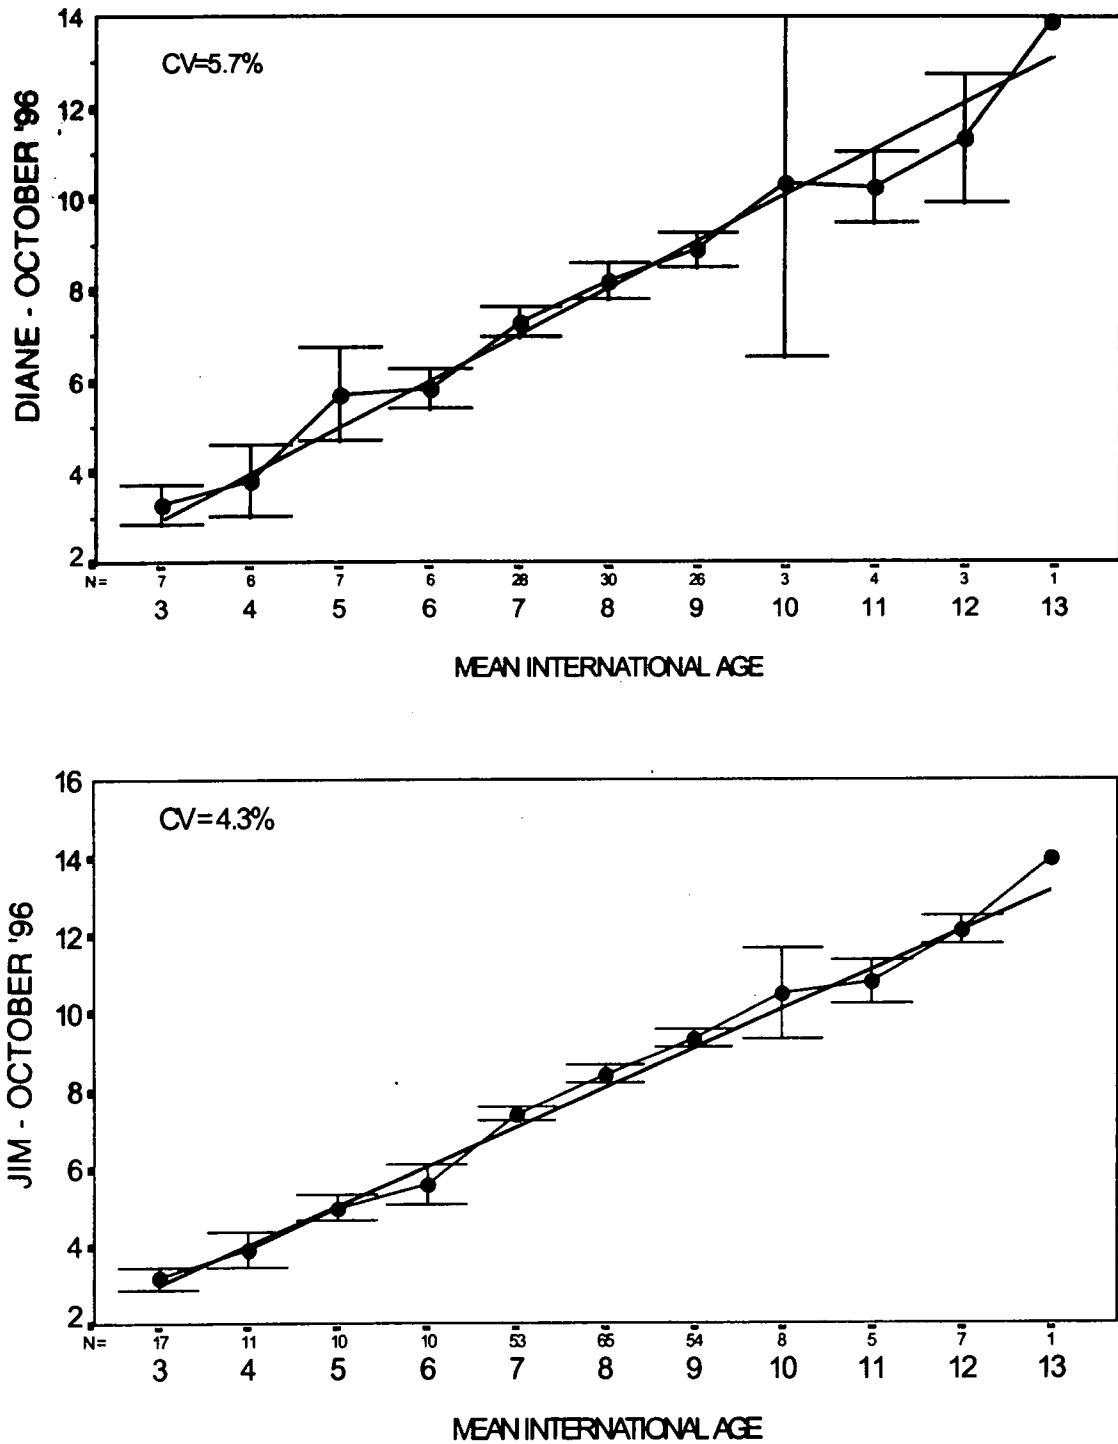 DIANE - OCTOBER '96
CV=5.7%
14
12
10
8
6
4
2
N= 7 6 7 6 28 30 26 3 4 3 1
3 4 5 6 7 8 9 10 11 12 13
MEAN INTERNATIONAL AGE
JIM - OCTOBER '96
CV=4.3%
16
14
12
10
8
6
4
2
N= 17 11 10 10 53 65 54 8 5 7 1
3 4 5 6 7 8 9 10 11 12 13
MEAN INTERNATIONAL AGE